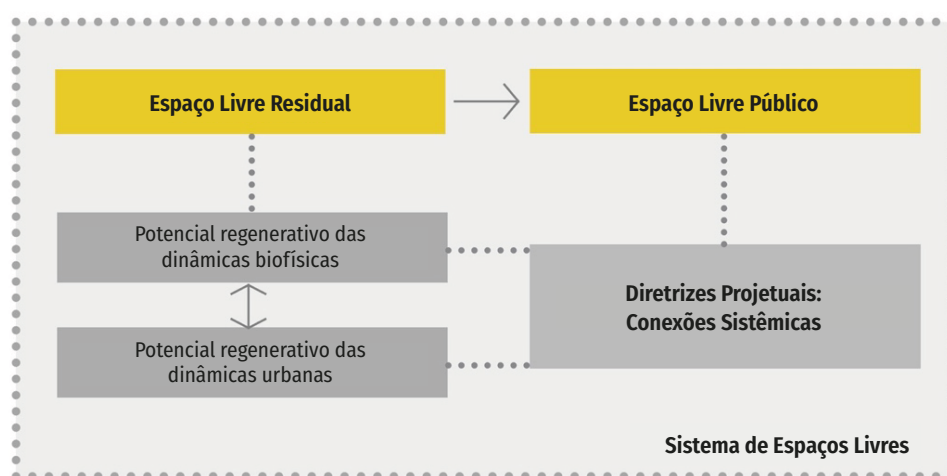 Espaço Livre Residual
Espaço Livre Público
Potencial regenerativo das
dinâmicas biofísicas
Diretrizes Projetuais:
Conexões Sistêmicas
Potencial regenerativo das
dinâmicas urbanas
Sistema de Espaços Livres